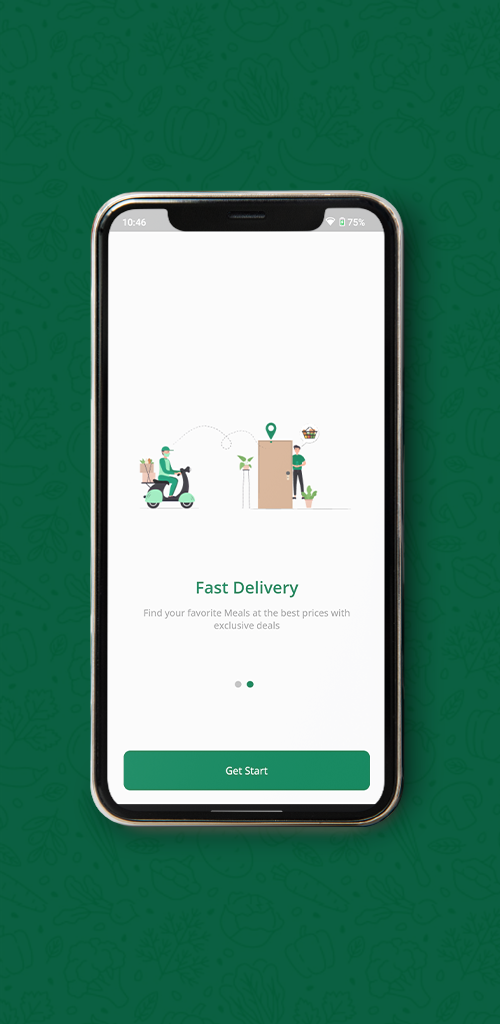 10:46 75%
Fast Delivery
Find your favorite Meals at the best prices with
exclusive deals
Get Start